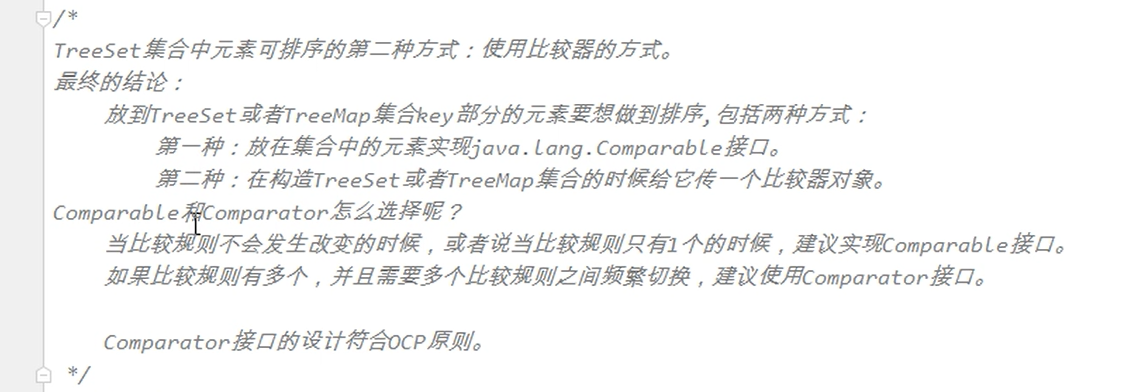 /*
TreeSet集合中元素可排序的第二种方式：使用比较器的方式。
最终的结论：
放到TreeSet或者TreeMap集合key部分的元素要想做到排序,包括两种方式：
第一种：放在集合中的元素实现java.lang.Comparable接口。
第二种：在构造TreeSet或者TreeMap集合的时候给它传一个比较器对象。
Comparable和Comparator怎么选择呢？
当比较规则不会发生改变的时候，或者说当比较规则只有1个的时候，建议实现Comparable接口。
如果比较规则有多个，并且需要多个比较规则之间频繁切换，建议使用Comparator接口。
Comparator接口的设计符合OCP原则。
*/